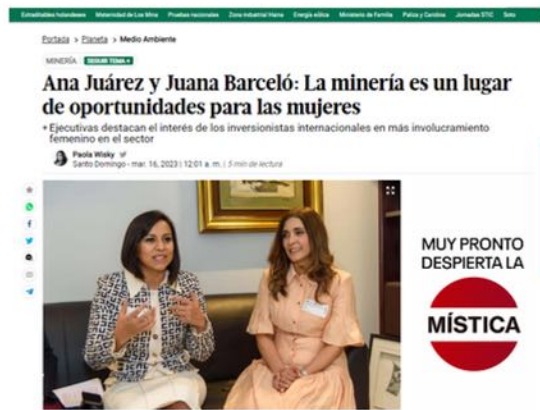 Extraditables holandeses Maternidad de Los Mina Pruebas nacionales Zona industrial Haina Energía eólica Ministerio de Familia Paliza y Carolina Jornadas STIC Soto
Portada > Planeta > Medio Ambiente
MINERÍA SEGUIR TEMA +
Ana Juárez y Juana Barceló: La minería es un lugar
de oportunidades para las mujeres
• Ejecutivas destacan el interés de los inversionistas internacionales en más involucramiento
femenino en el sector
Paola Wisky
Santo Domingo - mar. 16, 2023 | 12:01 a. m. | 5 min de lectura
MUY PRONTO
DESPIERTA LA
MÍSTICA